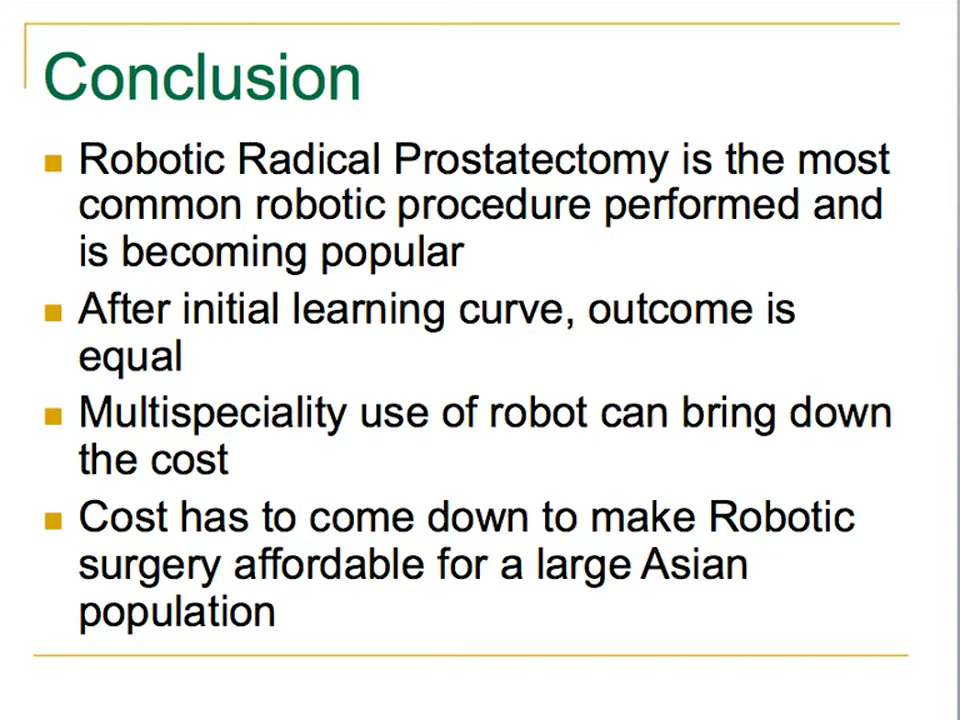 Conclusion
Robotic Radical Prostatectomy is the most
common robotic procedure performed and
is becoming popular
After initial learning curve, outcome is
equal
Multispeciality use of robot can bring down
the cost
Cost has to come down to make Robotic
surgery affordable for a large Asian
population